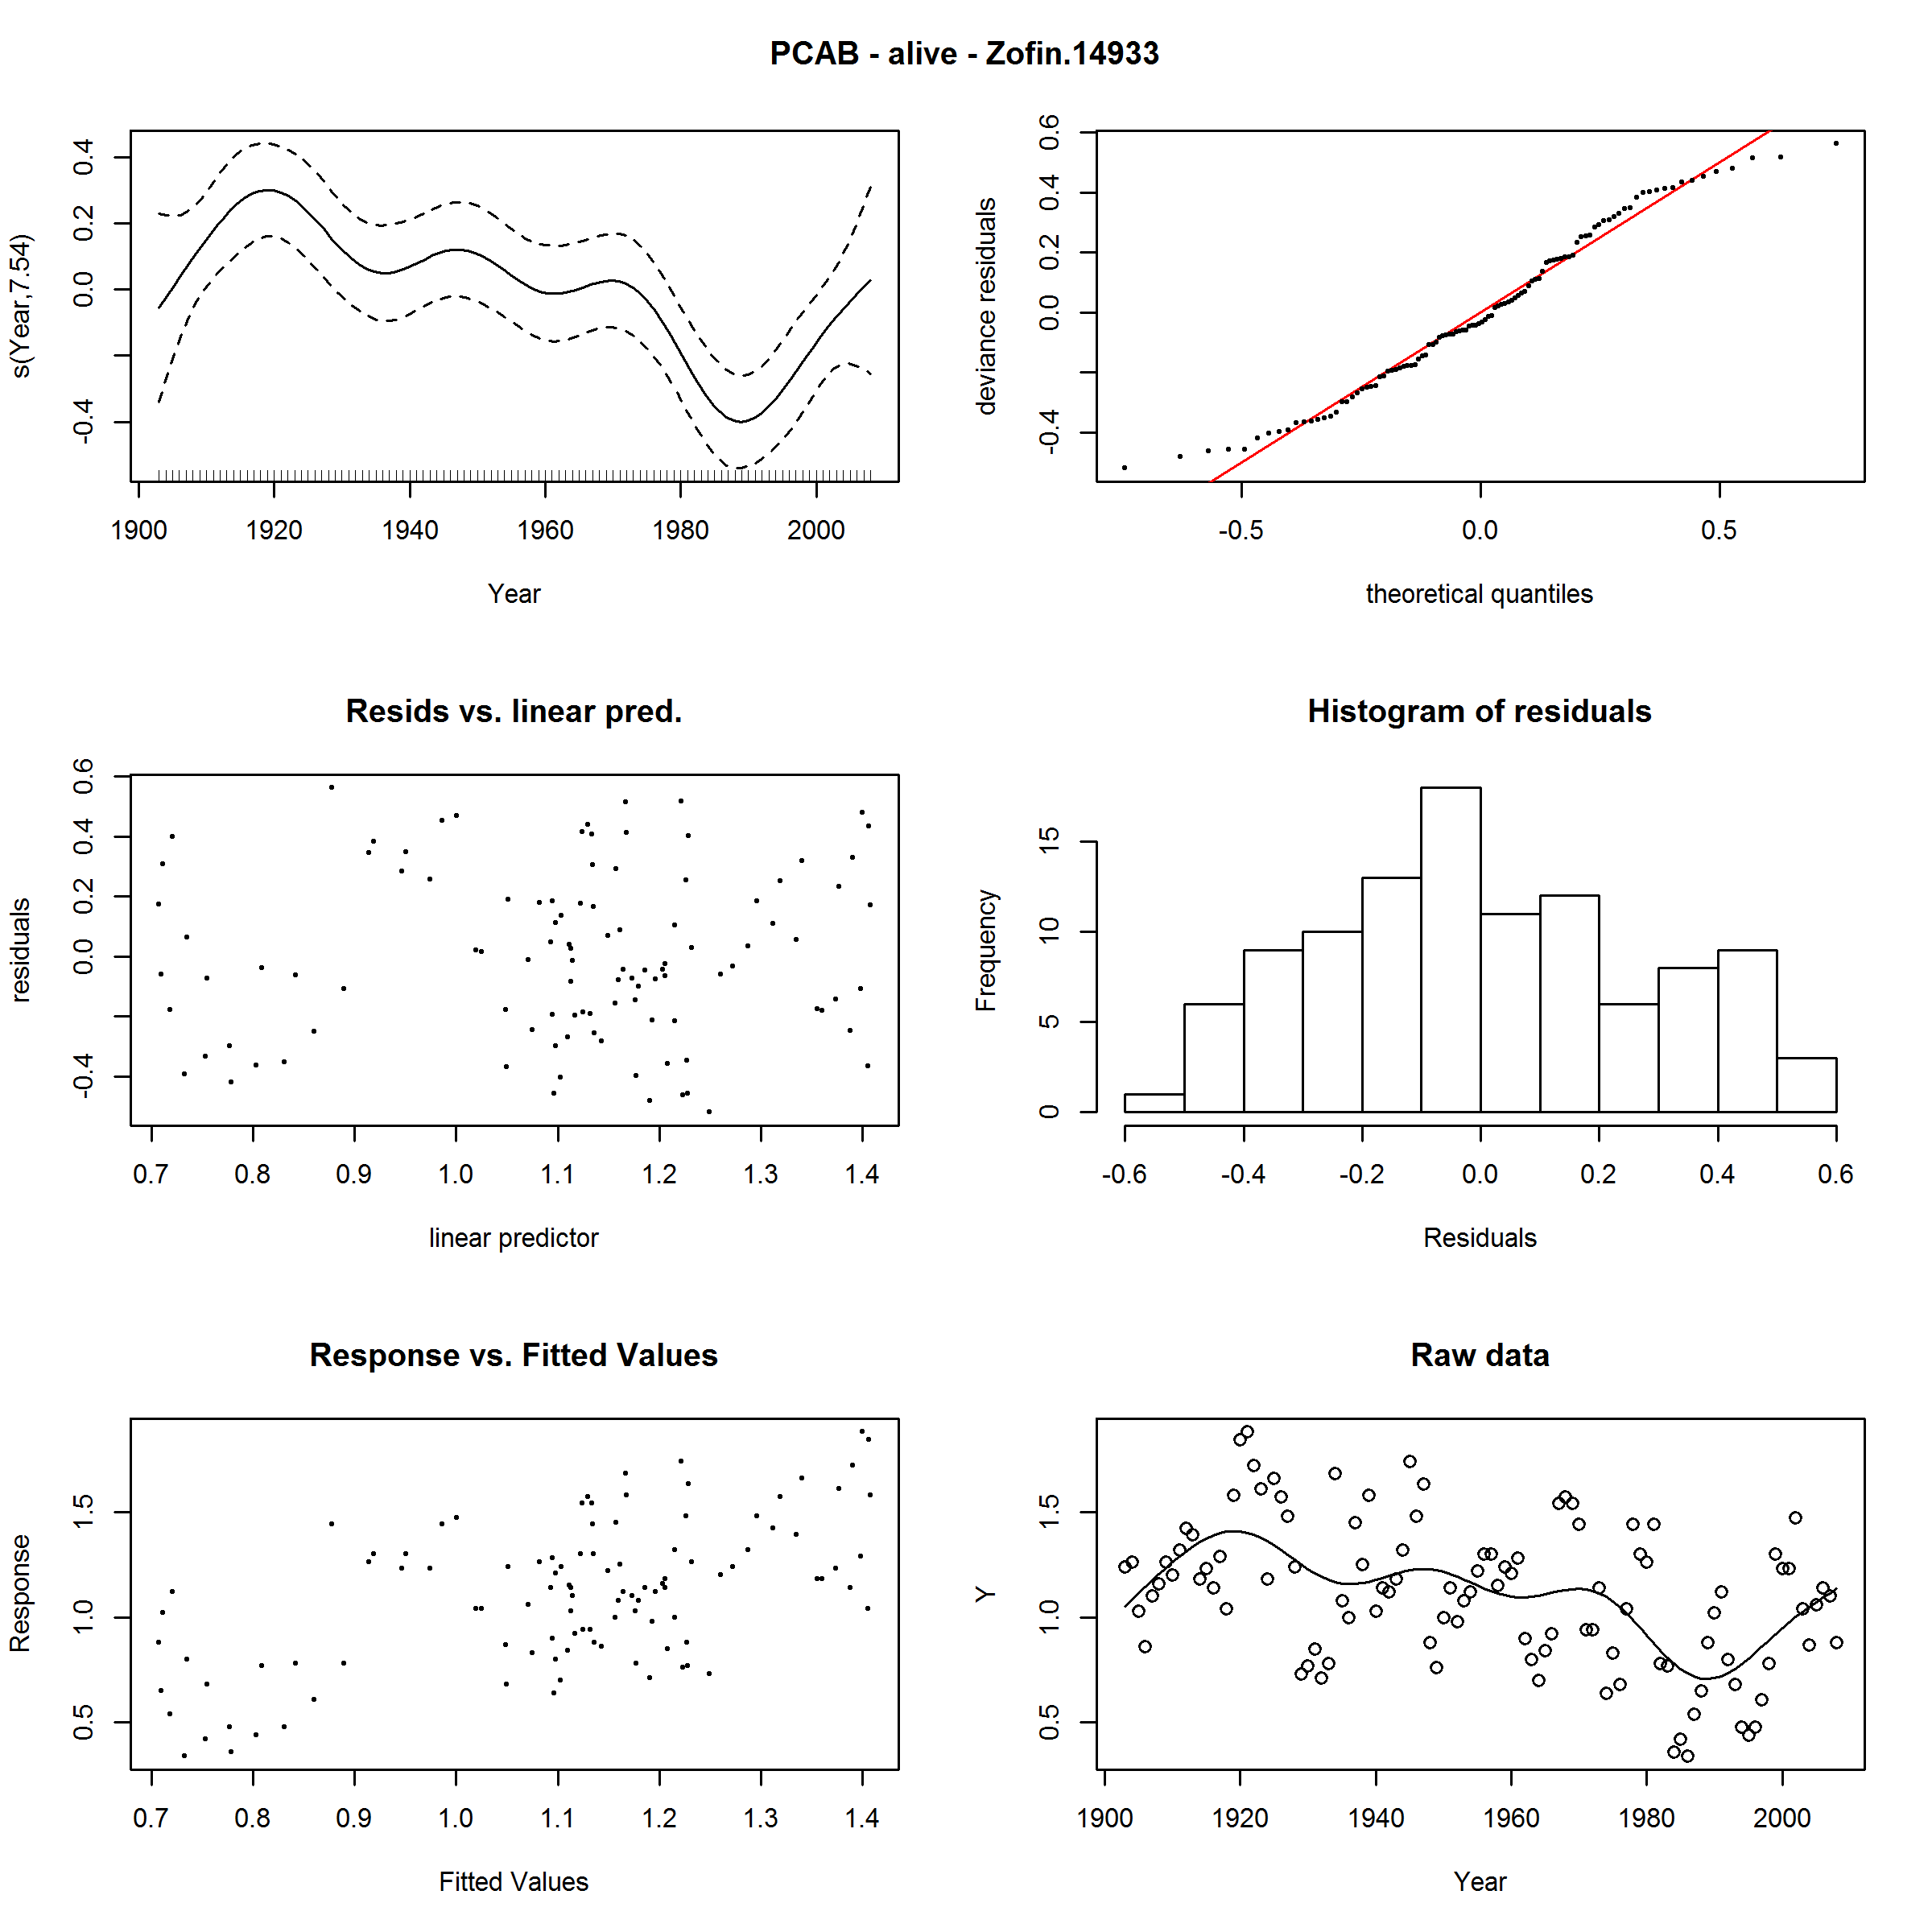 PCAB - alive - Zofin.14933
s(Year,7.54)
-0.4 0.0 0.2 0.4
1900 1920 1940 1960 1980 2000
Year
deviance residuals
-0.4 0.0 0.2 0.4 0.6
-0.5 0.0 0.5
theoretical quantiles
Resids vs. linear pred.
residuals
-0.4 0.0 0.2 0.4 0.6
0.7 0.8 0.9 1.0 1.1 1.2 1.3 1.4
linear predictor
Histogram of residuals
Frequency
0 5 10 15
-0.6 -0.4 -0.2 0.0 0.2 0.4 0.6
Residuals
Response vs. Fitted Values
Response
0.5 1.0 1.5
0.7 0.8 0.9 1.0 1.1 1.2 1.3 1.4
Fitted Values
Raw data
Y
0.5 1.0 1.5
1900 1920 1940 1960 1980 2000
Year